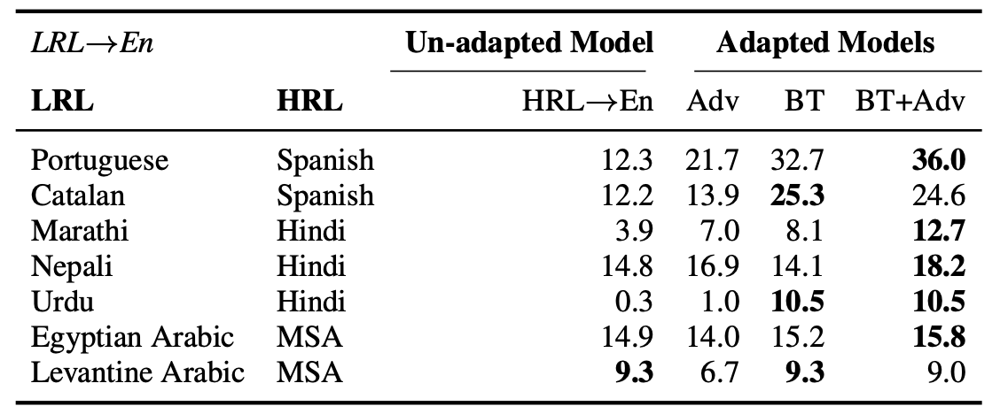 LRL→En Un-adapted Model Adapted Models
LRL HRL HRL→En Adv BT BT+Adv
Portuguese Spanish 12.3 21.7 32.7 36.0
Catalan Spanish 12.2 13.9 25.3 24.6
Marathi Hindi 3.9 7.0 8.1 12.7
Nepali Hindi 14.8 16.9 14.1 18.2
Urdu Hindi 0.3 1.0 10.5 10.5
Egyptian Arabic MSA 14.9 14.0 15.2 15.8
Levantine Arabic MSA 9.3 6.7 9.3 9.0